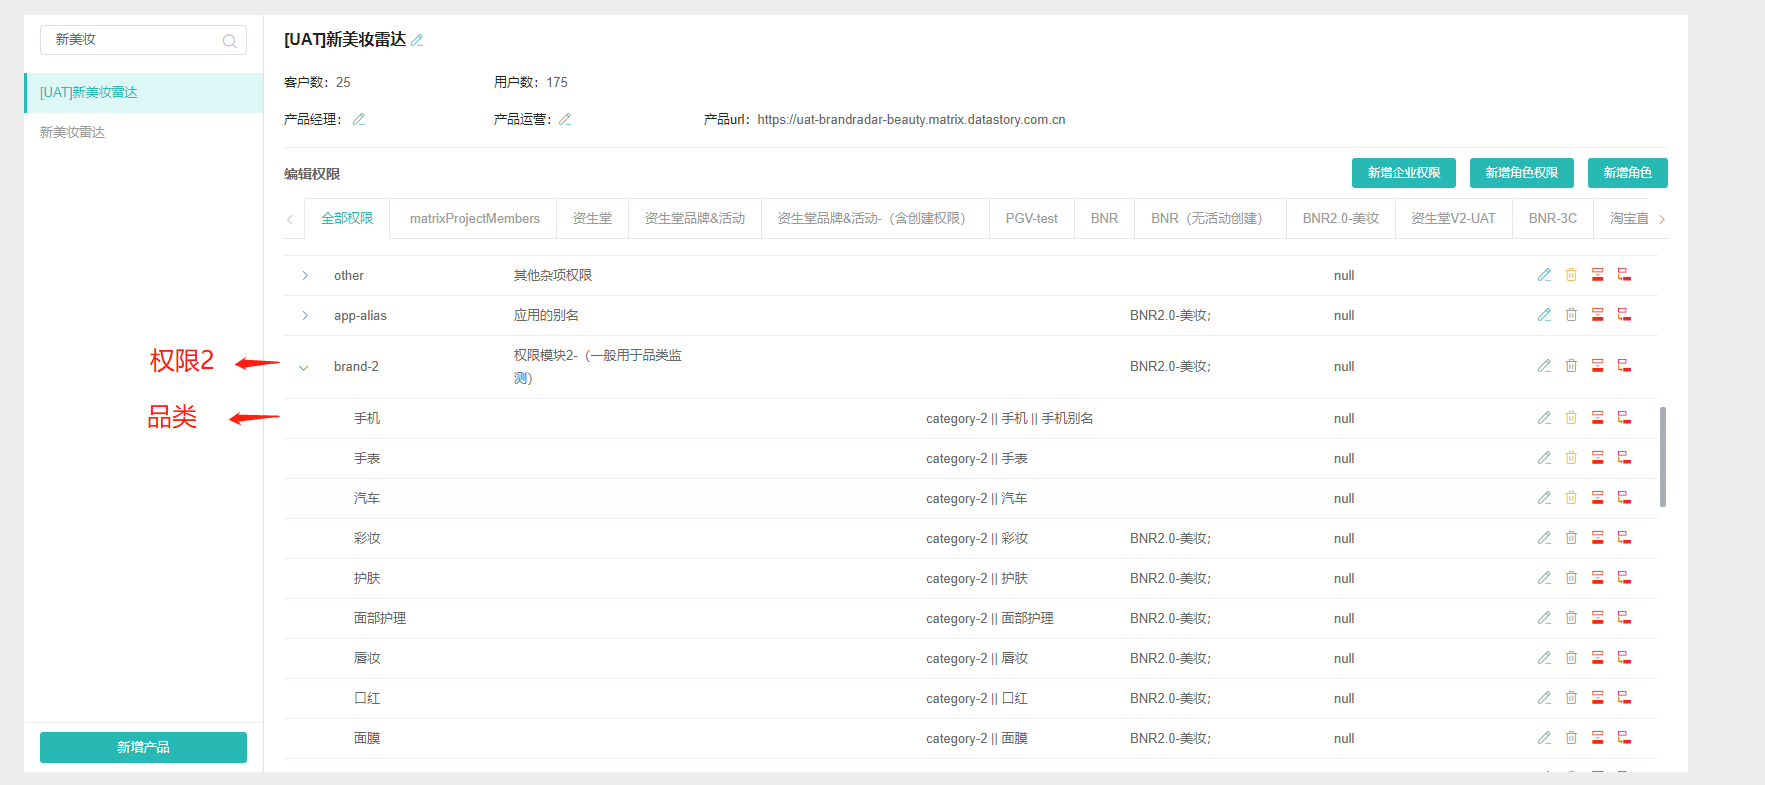 新美妆
[UAT]新美妆雷达
新美妆雷达
新增产品
[UAT]新美妆雷达
客户数：25 用户数：175
产品经理： 产品运营： 产品url：https://uat-brandradar-beauty.matrix.datastory.com.cn
编辑权限 新增企业权限 新增角色权限 新增角色
全部权限 matrixProjectMembers 资生堂 资生堂品牌&活动 资生堂品牌&活动-（含创建权限） PGV-test BNR BNR（无活动创建） BNR2.0-美妆 资生堂V2-UAT BNR-3C 淘宝直
other 其他杂项权限 null
app-alias 应用的别名 BNR2.0-美妆; null
权限2 brand-2 权限模块2-（一般用于品类监 BNR2.0-美妆; null
测）
品类 手机 category-2 || 手机 || 手机别名 null
手表 category-2 || 手表 null
汽车 category-2 || 汽车 null
彩妆 category-2 || 彩妆 BNR2.0-美妆; null
护肤 category-2 || 护肤 BNR2.0-美妆; null
面部护理 category-2 || 面部护理 BNR2.0-美妆; null
唇妆 category-2 || 唇妆 BNR2.0-美妆; null
口红 category-2 || 口红 BNR2.0-美妆; null
面膜 category-2 || 面膜 BNR2.0-美妆; null